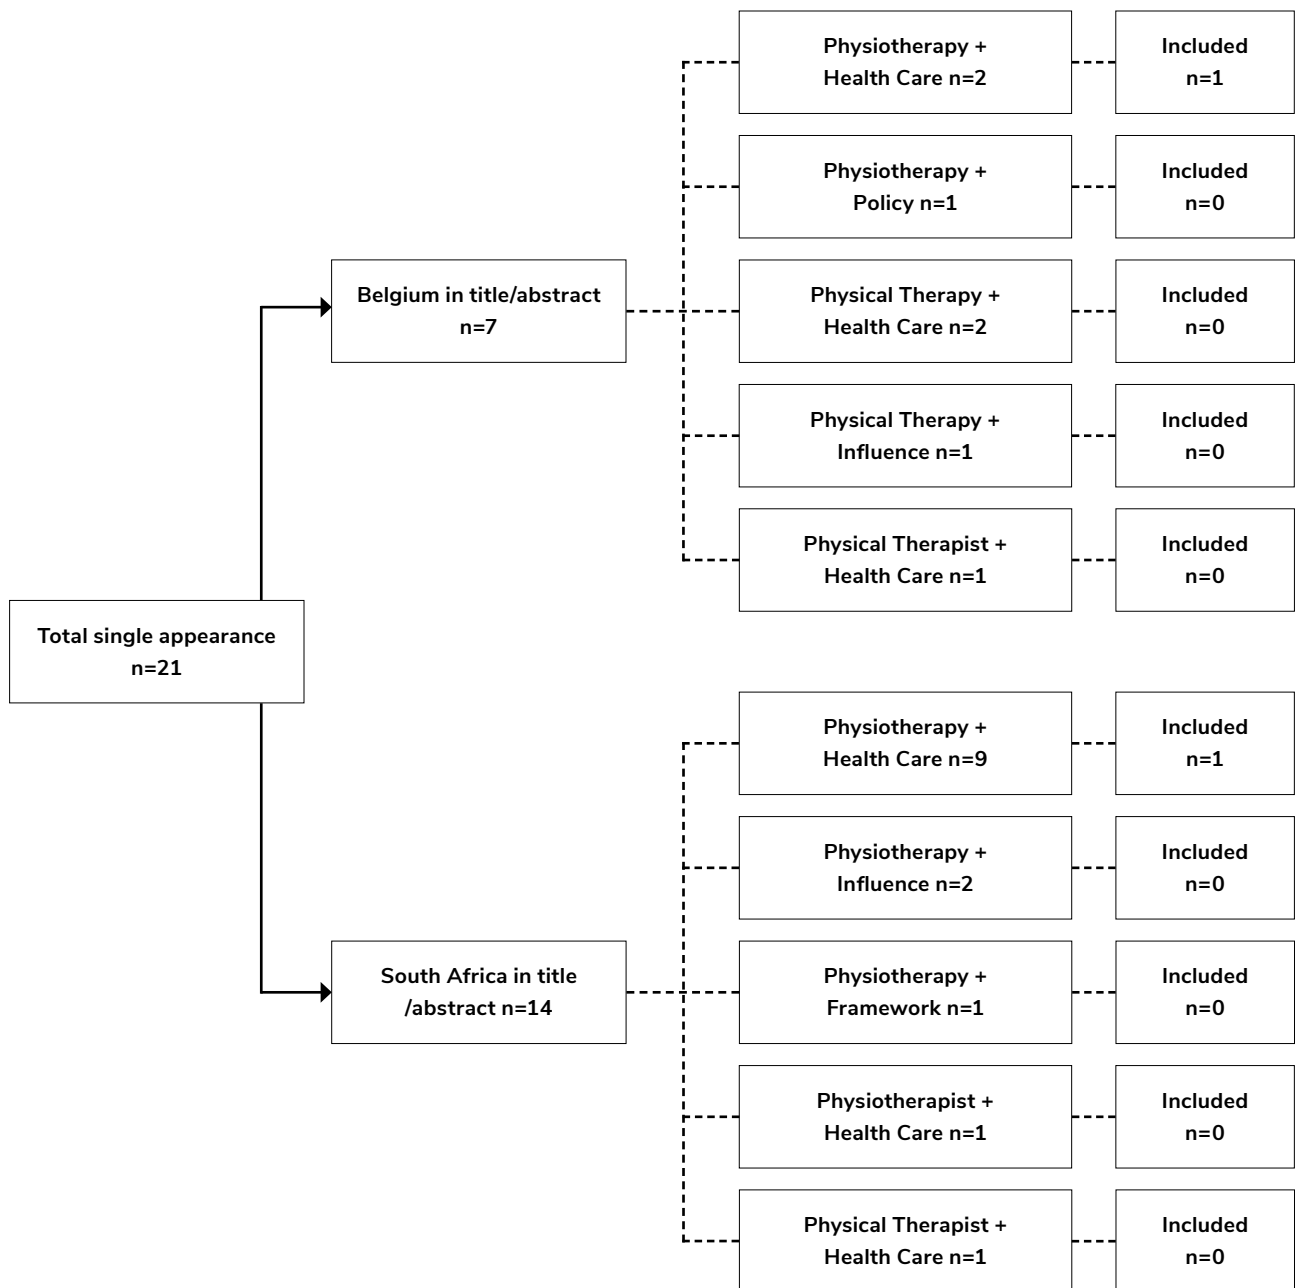 Physiotherapy +
Health Care n=2
Included
n=1
Physiotherapy +
Policy n=1
Included
n=0
Belgium in title/abstract
n=7
Physical Therapy +
Health Care n=2
Included
n=0
Physical Therapy +
Influence n=1
Included
n=0
Physical Therapist +
Health Care n=1
Included
n=0
Total single appearance
n=21
Physiotherapy +
Health Care n=9
Included
n=1
Physiotherapy +
Influence n=2
Included
n=0
South Africa in title
/abstract n=14
Physiotherapy +
Framework n=1
Included
n=0
Physiotherapist +
Health Care n=1
Included
n=0
Physical Therapist +
Health Care n=1
Included
n=0